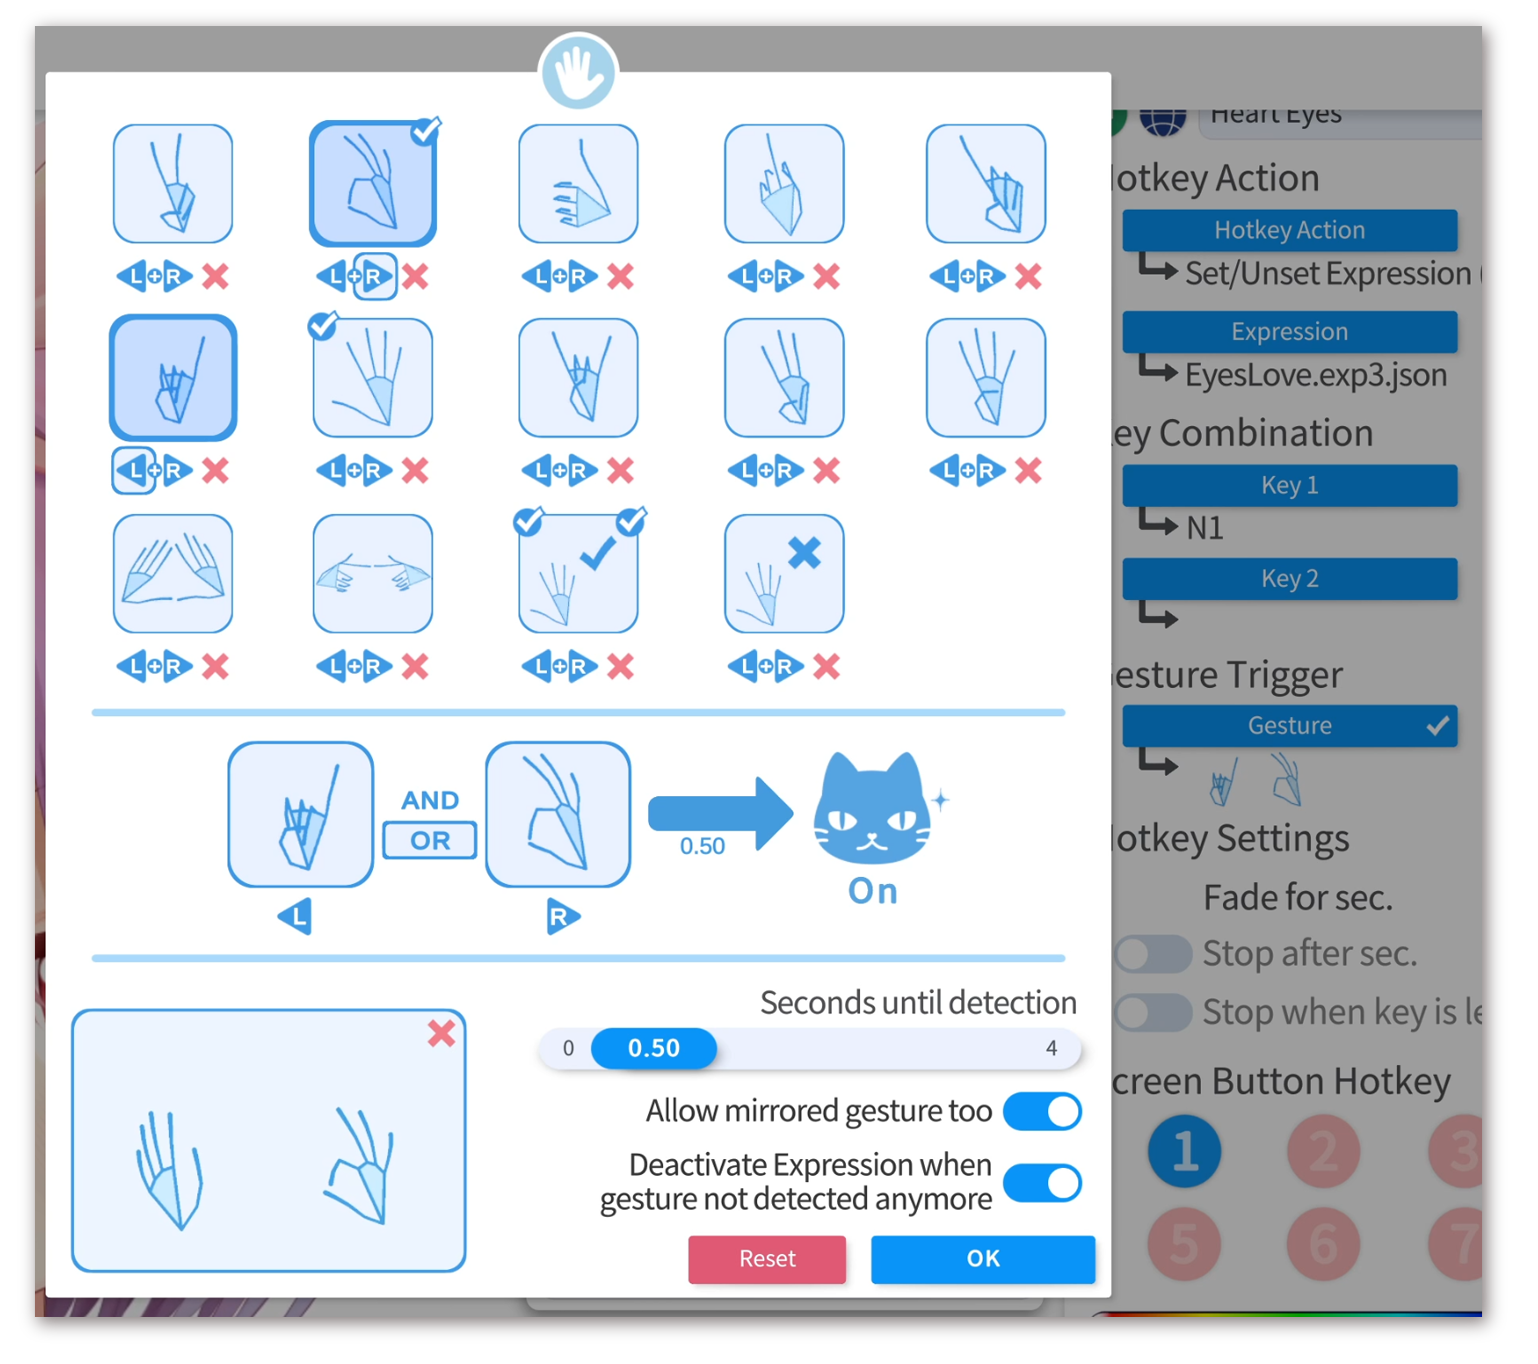 Heart Eyes
otkey Action
Hotkey Action
Set/Unset Expression (
Expression
EyesLove.exp3.json
ey Combination
Key 1
N1
Key 2
esture Trigger
Gesture
otkey Settings
Fade for sec.
Stop after sec.
Stop when key is le
creen Button Hotkey
1 2 3
5 6 7
L+R L+R L+R L+R L+R
L+R L+R L+R L+R L+R
L+R L+R L+R L+R
AND
OR
0.50
On
L R
Seconds until detection
0 0.50 4
Allow mirrored gesture too
Deactivate Expression when
gesture not detected anymore
Reset OK